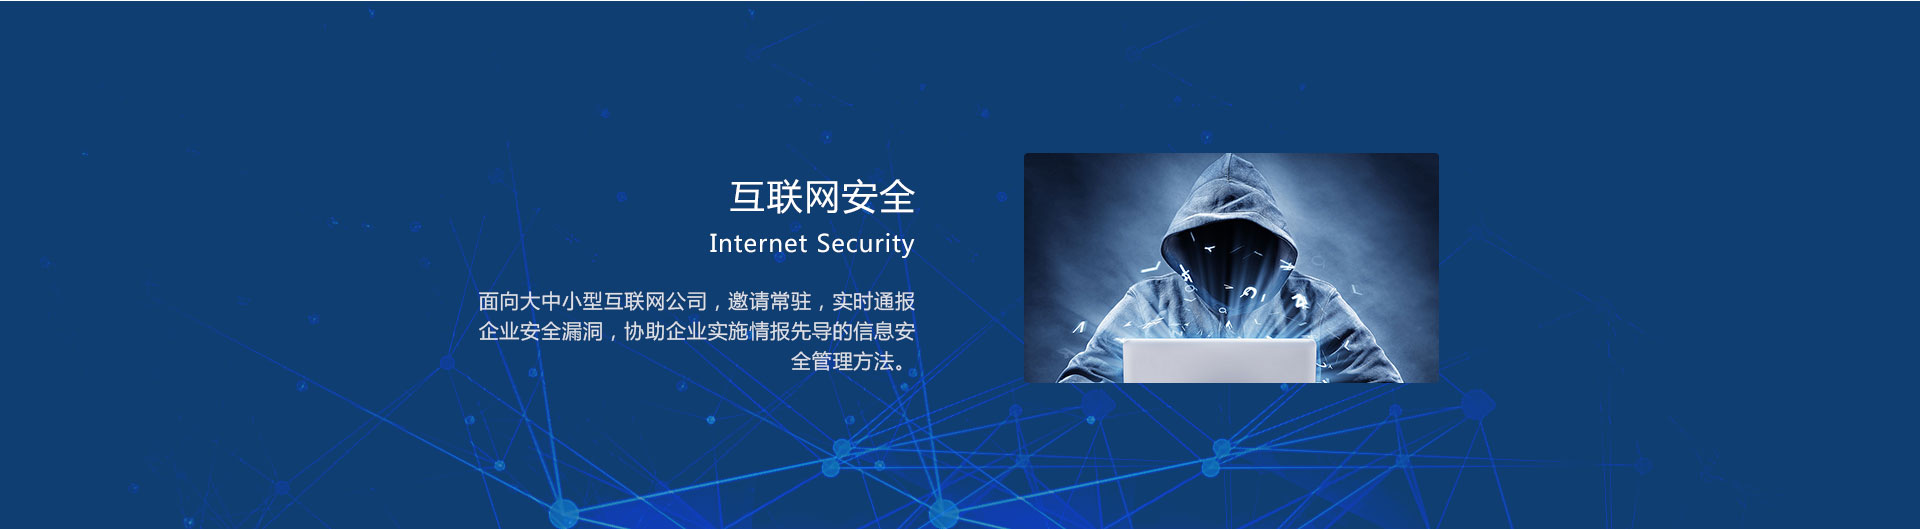 互联网安全
Internet Security
面向大中小型互联网公司，邀请常驻，实时通报
企业安全漏洞，协助企业实施情报先导的信息安
全管理方法。